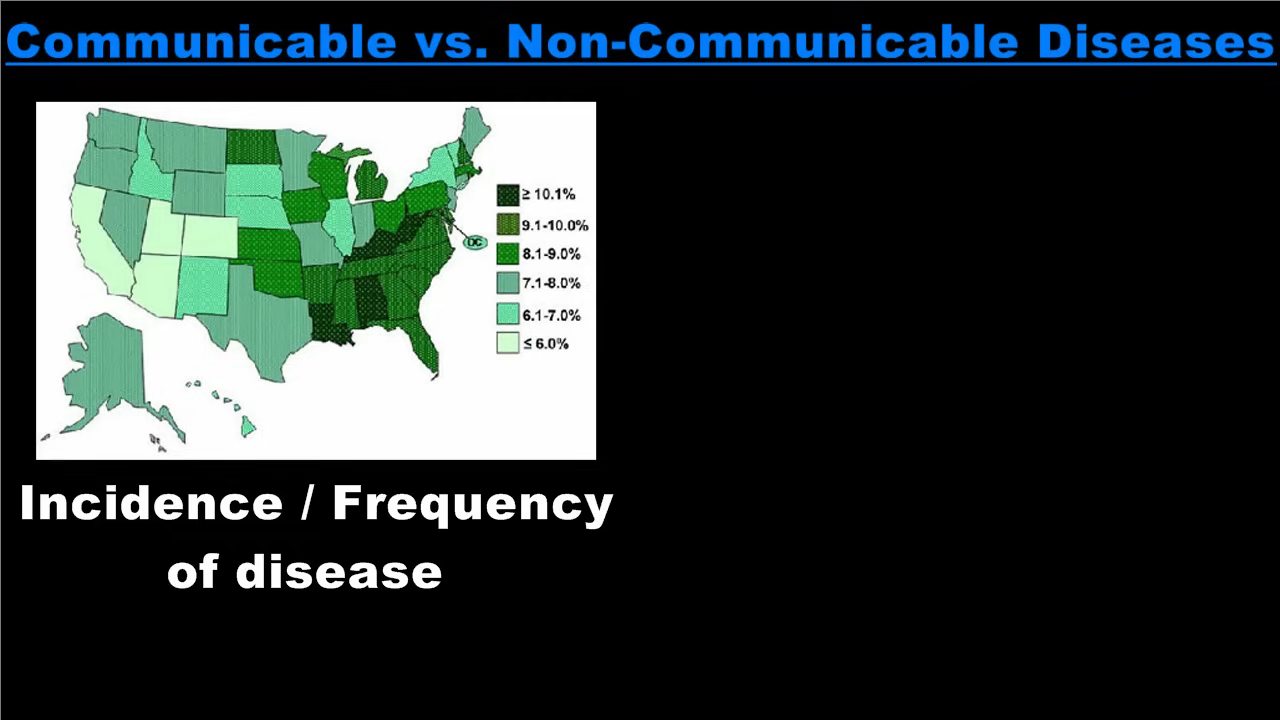 Communicable vs. Non-Communicable Diseases
≥ 10.1%
9.1-10.0%
8.1-9.0%
7.1-8.0%
6.1-7.0%
≤ 6.0%
DC
Incidence / Frequency
of disease